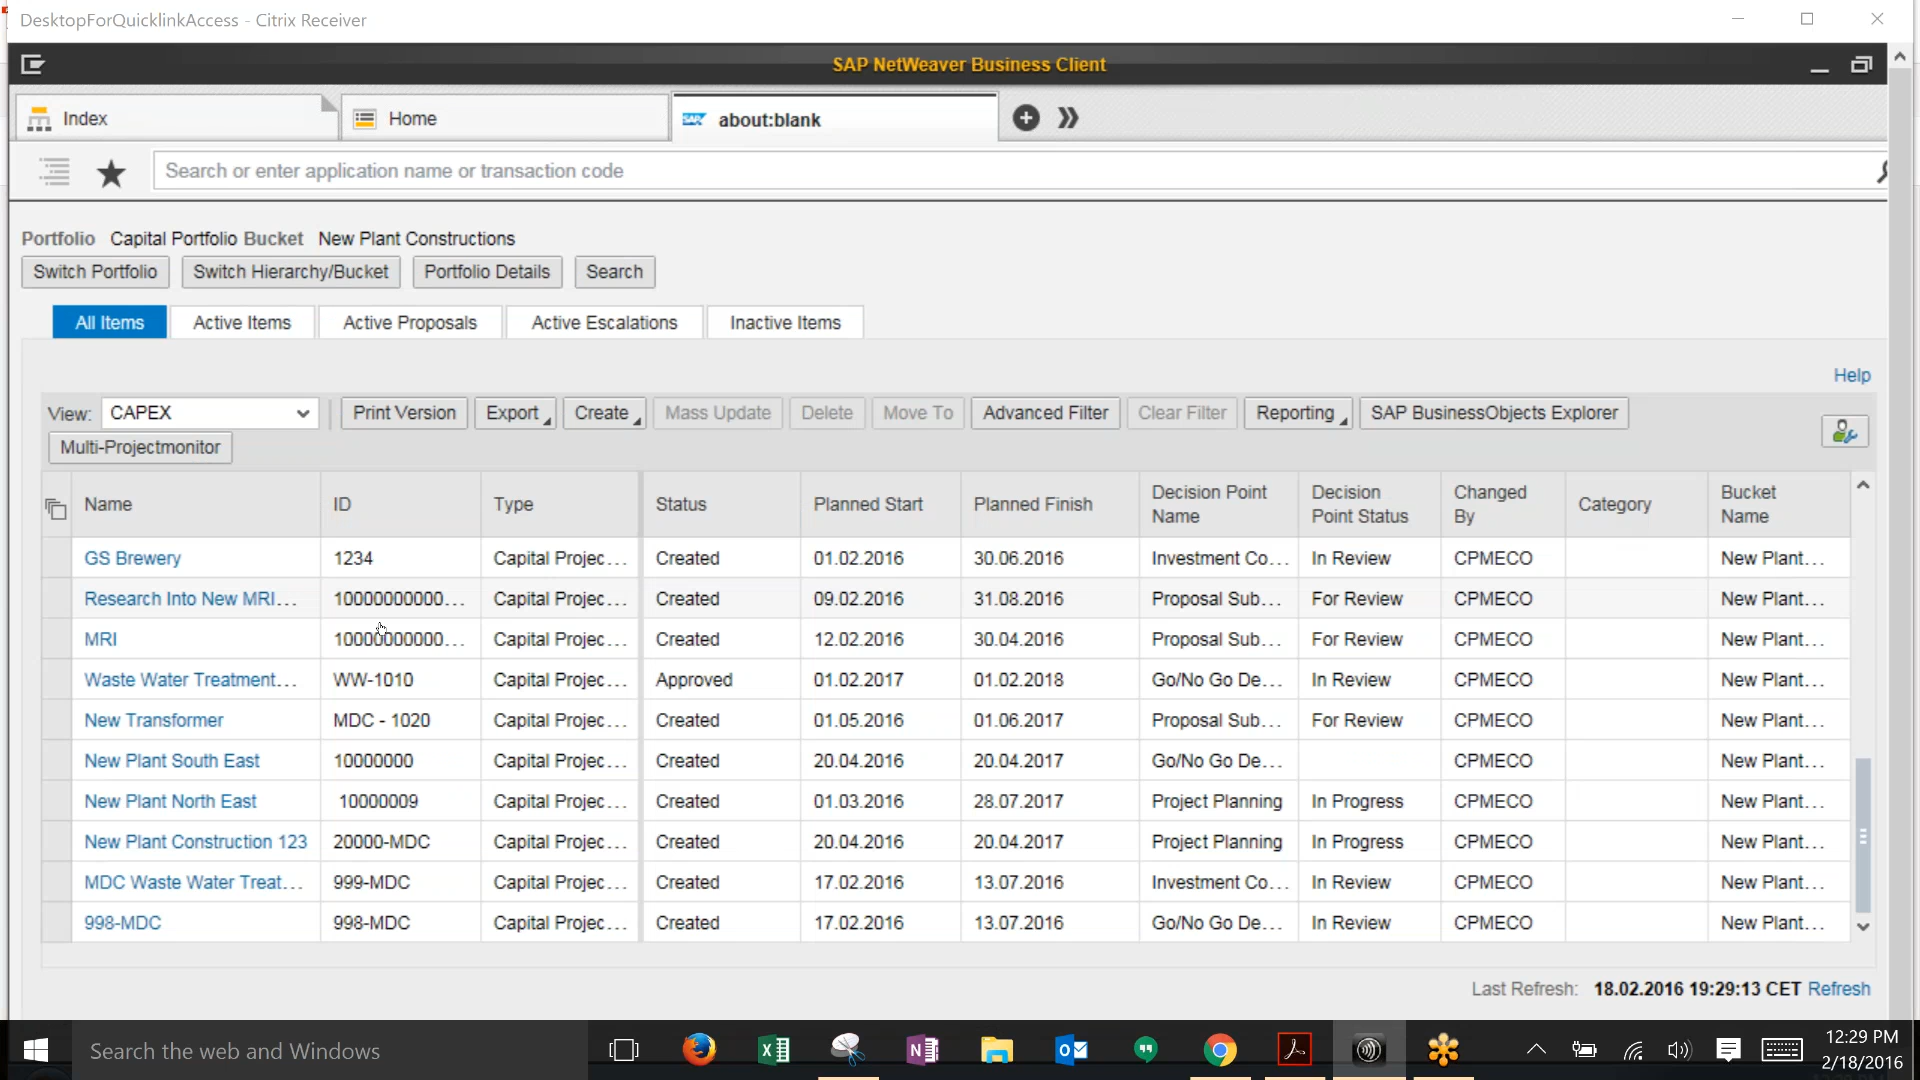 DesktopForQuicklinkAccess - Citrix Receiver
SAP NetWeaver Business Client
Index Home SAP about:blank
Search or enter application name or transaction code
Portfolio Capital Portfolio Bucket New Plant Constructions
Switch Portfolio Switch Hierarchy/Bucket Portfolio Details Search
All Items Active Items Active Proposals Active Escalations Inactive Items
Help
View: CAPEX Print Version Export Create Mass Update Delete Move To Advanced Filter Clear Filter Reporting SAP BusinessObjects Explorer
Multi-Projectmonitor
Name ID Type Status Planned Start Planned Finish Decision Point Name Decision Point Status Changed By Category Bucket Name
GS Brewery 1234 Capital Projec... Created 01.02.2016 30.06.2016 Investment Co... In Review CPMECO New Plant...
Research Into New MRI... 10000000000... Capital Projec... Created 09.02.2016 31.08.2016 Proposal Sub... For Review CPMECO New Plant...
MRI 10000000000... Capital Projec... Created 12.02.2016 30.04.2016 Proposal Sub... For Review CPMECO New Plant...
Waste Water Treatment... WW-1010 Capital Projec... Approved 01.02.2017 01.02.2018 Go/No Go De... In Review CPMECO New Plant...
New Transformer MDC - 1020 Capital Projec... Created 01.05.2016 01.06.2017 Proposal Sub... For Review CPMECO New Plant...
New Plant South East 10000000 Capital Projec... Created 20.04.2016 20.04.2017 Go/No Go De... CPMECO New Plant...
New Plant North East 10000009 Capital Projec... Created 01.03.2016 28.07.2017 Project Planning In Progress CPMECO New Plant...
New Plant Construction 123 20000-MDC Capital Projec... Created 20.04.2016 20.04.2017 Project Planning In Progress CPMECO New Plant...
MDC Waste Water Treat... 999-MDC Capital Projec... Created 17.02.2016 13.07.2016 Investment Co... In Review CPMECO New Plant...
998-MDC 998-MDC Capital Projec... Created 17.02.2016 13.07.2016 Go/No Go De... In Review CPMECO New Plant...
Last Refresh: 18.02.2016 19:29:13 CET Refresh
Search the web and Windows
12:29 PM
2/18/2016